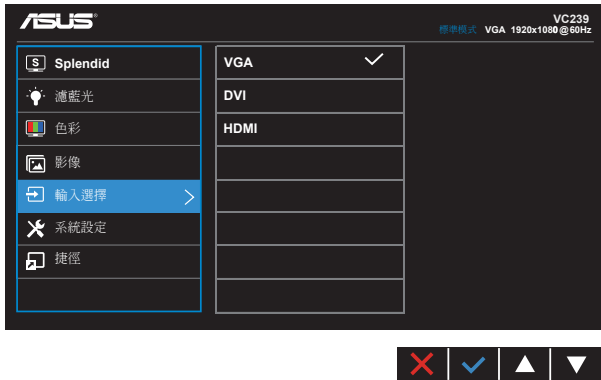 ASUS
VC239
標準模式 VGA 1920x1080@60Hz
S Splendid
濾藍光
色彩
影像
輸入選擇
系統設定
捷徑
VGA
DVI
HDMI